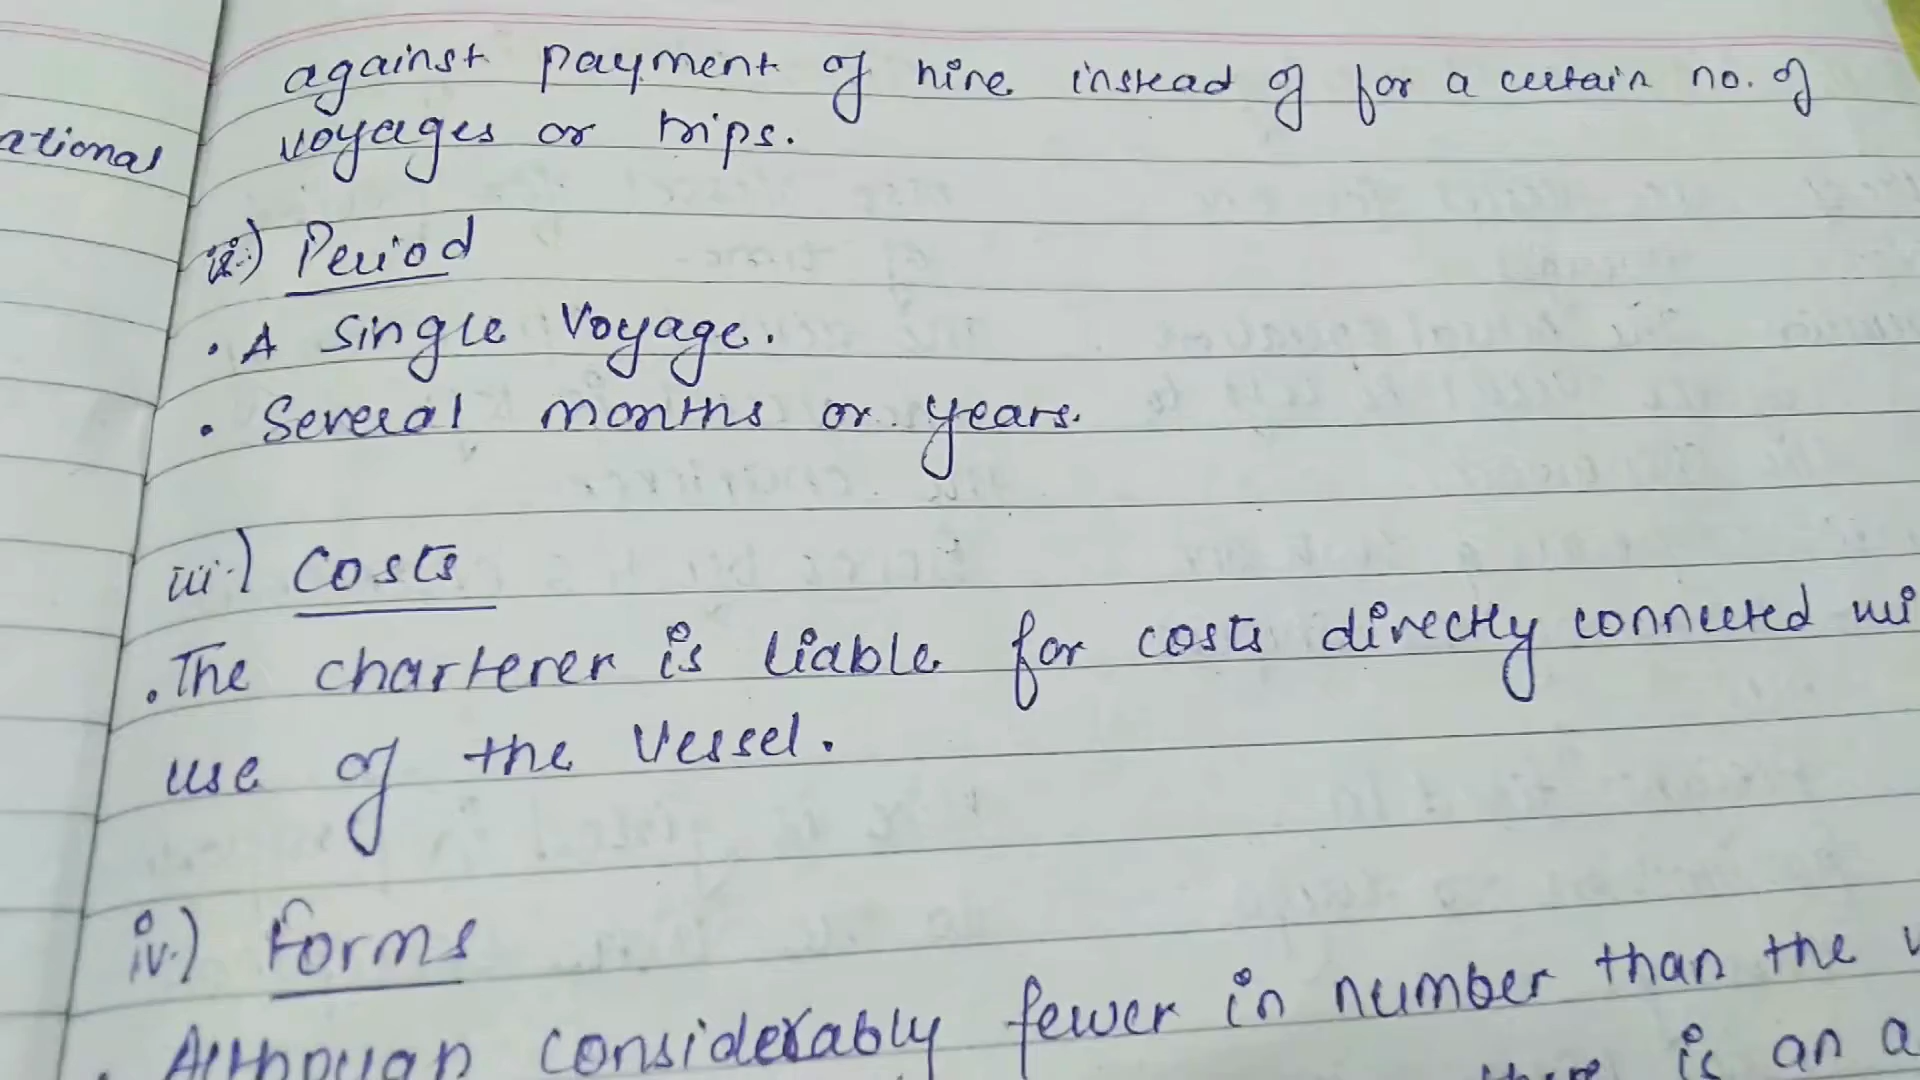 ational
against payment of hire instead of for a certain no. of
voyages or trips.
ii.) Period
• A Single Voyage.
• Several months or years.
iii.) Costs
• The charterer is liable for costs directly connected wi
use of the Vessel.
iv.) Forms
• Although considerably fewer in number than the
there is an a